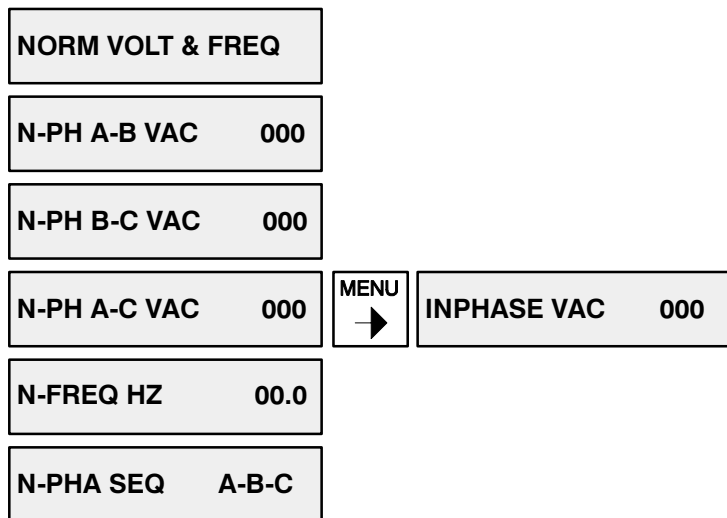 NORM VOLT & FREQ
N-PH A-B VAC 000
N-PH B-C VAC 000
N-PH A-C VAC 000
MENU
INPHASE VAC 000
N-FREQ HZ 00.0
N-PHA SEQ A-B-C